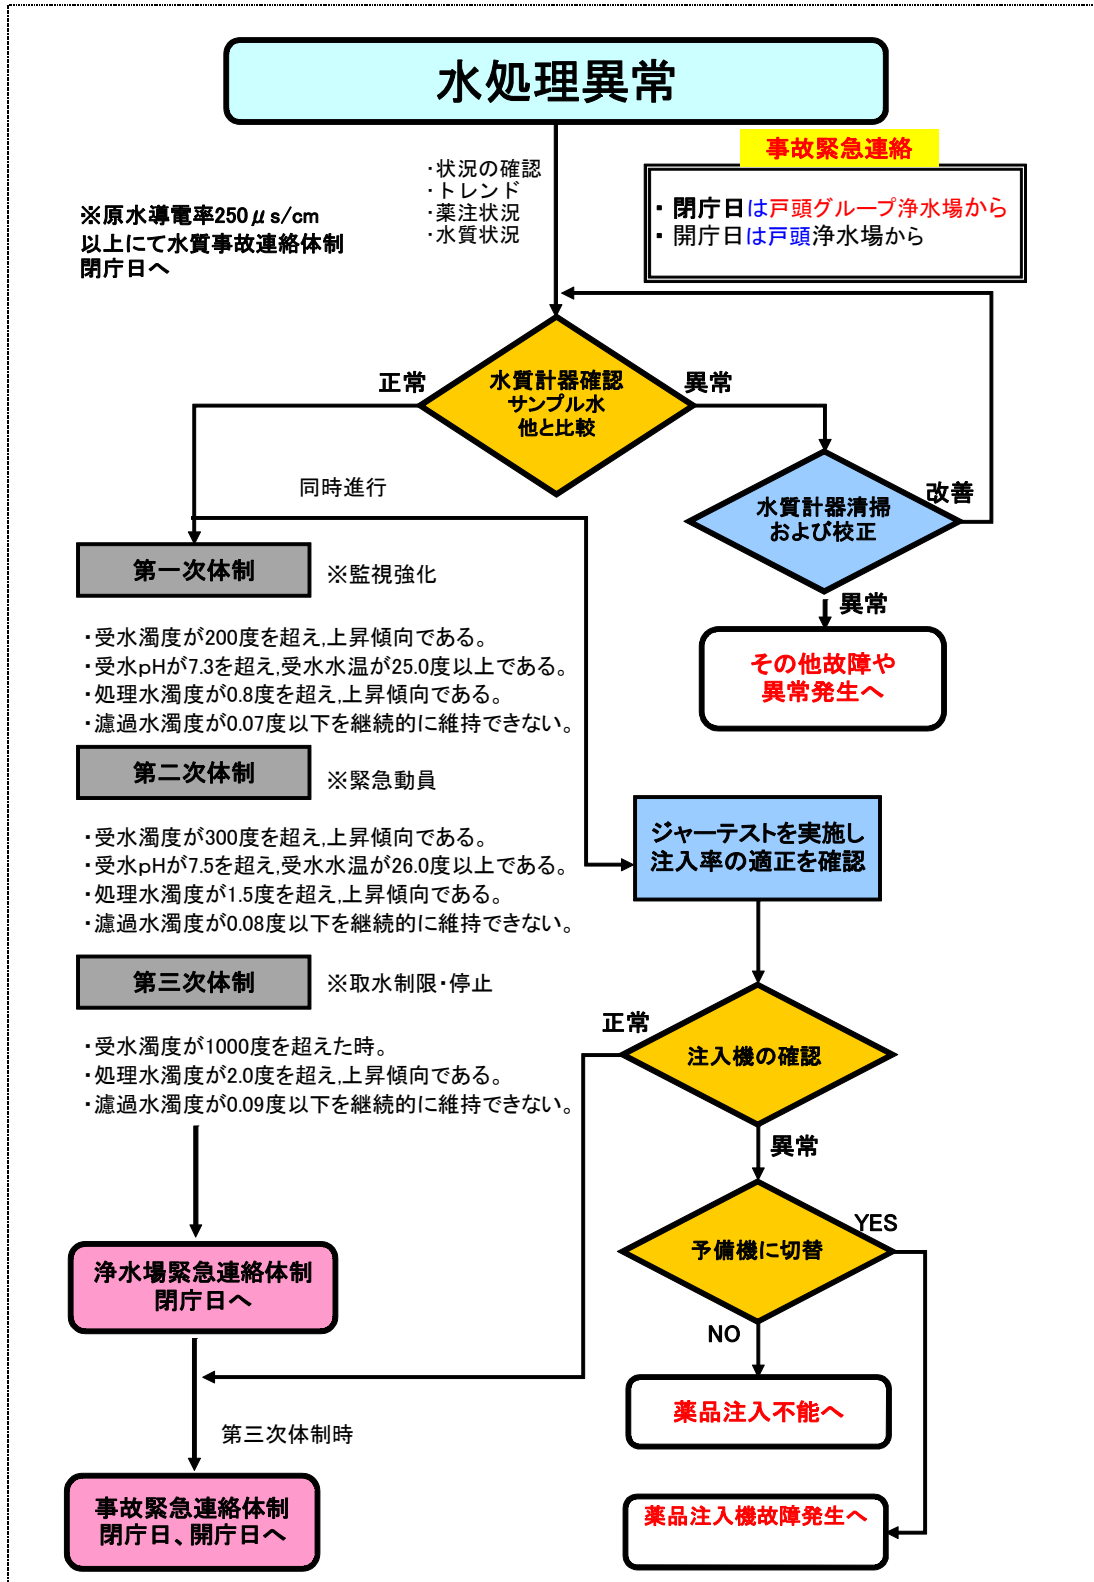 水処理異常
・状況の確認
・トレンド
・薬注状況
・水質状況
事故緊急連絡
・閉庁日は戸頭グループ浄水場から
・開庁日は戸頭浄水場から
※原水導電率250μs/cm
以上にて水質事故連絡体制
閉庁日へ
正常
水質計器確認
サンプル水
他と比較
異常
同時進行
水質計器清掃
および校正
改善
異常
その他故障や
異常発生へ
第一次体制
※監視強化
・受水濁度が200度を超え,上昇傾向である。
・受水pHが7.3を超え,受水水温が25.0度以上である。
・処理水濁度が0.8度を超え,上昇傾向である。
・濾過水濁度が0.07度以下を継続的に維持できない。
第二次体制
※緊急動員
・受水濁度が300度を超え,上昇傾向である。
・受水pHが7.5を超え,受水水温が26.0度以上である。
・処理水濁度が1.5度を超え,上昇傾向である。
・濾過水濁度が0.08度以下を継続的に維持できない。
ジャーテストを実施し
注入率の適正を確認
第三次体制
※取水制限・停止
・受水濁度が1000度を超えた時。
・処理水濁度が2.0度を超え,上昇傾向である。
・濾過水濁度が0.09度以下を継続的に維持できない。
正常
注入機の確認
異常
予備機に切替
YES
NO
浄水場緊急連絡体制
閉庁日へ
薬品注入不能へ
第三次体制時
事故緊急連絡体制
閉庁日、開庁日へ
薬品注入機故障発生へ